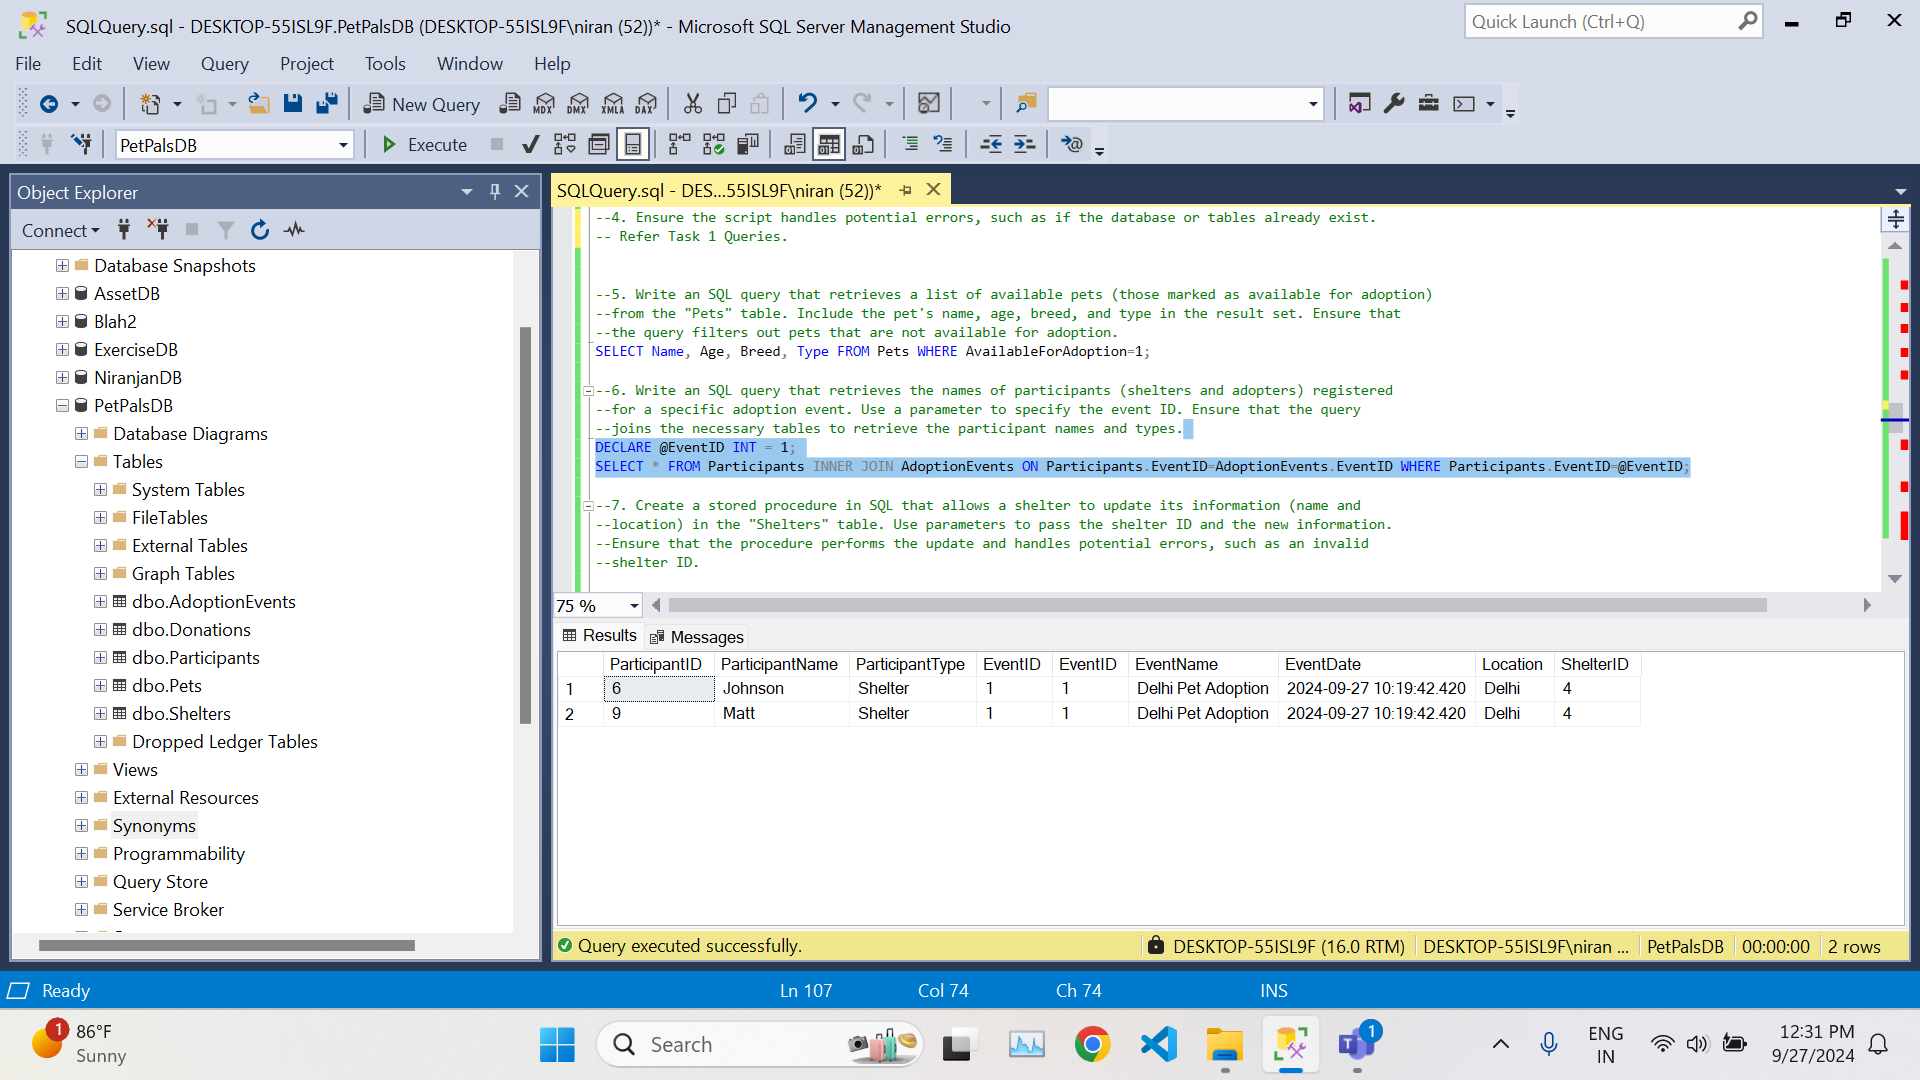 SQLQuery.sql - DESKTOP-55ISL9F.PetPalsDB (DESKTOP-55ISL9F\niran (52))* - Microsoft SQL Server Management Studio
Quick Launch (Ctrl+Q)
File Edit View Query Project Tools Window Help
New Query MDX DMX XMLA DAX
PetPalsDB
Execute
Object Explorer
Connect
Database Snapshots
AssetDB
Blah2
ExerciseDB
NiranjanDB
PetPalsDB
Database Diagrams
Tables
System Tables
FileTables
External Tables
Graph Tables
dbo.AdoptionEvents
dbo.Donations
dbo.Participants
dbo.Pets
dbo.Shelters
Dropped Ledger Tables
Views
External Resources
Synonyms
Programmability
Query Store
Service Broker
SQLQuery.sql - DES...55ISL9F\niran (52))*
--4. Ensure the script handles potential errors, such as if the database or tables already exist.
-- Refer Task 1 Queries.
--5. Write an SQL query that retrieves a list of available pets (those marked as available for adoption)
--from the "Pets" table. Include the pet's name, age, breed, and type in the result set. Ensure that
--the query filters out pets that are not available for adoption.
SELECT Name, Age, Breed, Type FROM Pets WHERE AvailableForAdoption=1;
--6. Write an SQL query that retrieves the names of participants (shelters and adopters) registered
--for a specific adoption event. Use a parameter to specify the event ID. Ensure that the query
--joins the necessary tables to retrieve the participant names and types.
DECLARE @EventID INT = 1;
SELECT * FROM Participants INNER JOIN AdoptionEvents ON Participants.EventID=AdoptionEvents.EventID WHERE Participants.EventID=@EventID;
--7. Create a stored procedure in SQL that allows a shelter to update its information (name and
--location) in the "Shelters" table. Use parameters to pass the shelter ID and the new information.
--Ensure that the procedure performs the update and handles potential errors, such as an invalid
--shelter ID.
75 %
Results Messages
ParticipantID ParticipantName ParticipantType EventID EventID EventName EventDate Location ShelterID
1 6 Johnson Shelter 1 1 Delhi Pet Adoption 2024-09-27 10:19:42.420 Delhi 4
2 9 Matt Shelter 1 1 Delhi Pet Adoption 2024-09-27 10:19:42.420 Delhi 4
Query executed successfully. DESKTOP-55ISL9F (16.0 RTM) DESKTOP-55ISL9F\niran ... PetPalsDB 00:00:00 2 rows
Ready Ln 107 Col 74 Ch 74 INS
1
86°F
Sunny
Search
1
ENG
IN
12:31 PM
9/27/2024